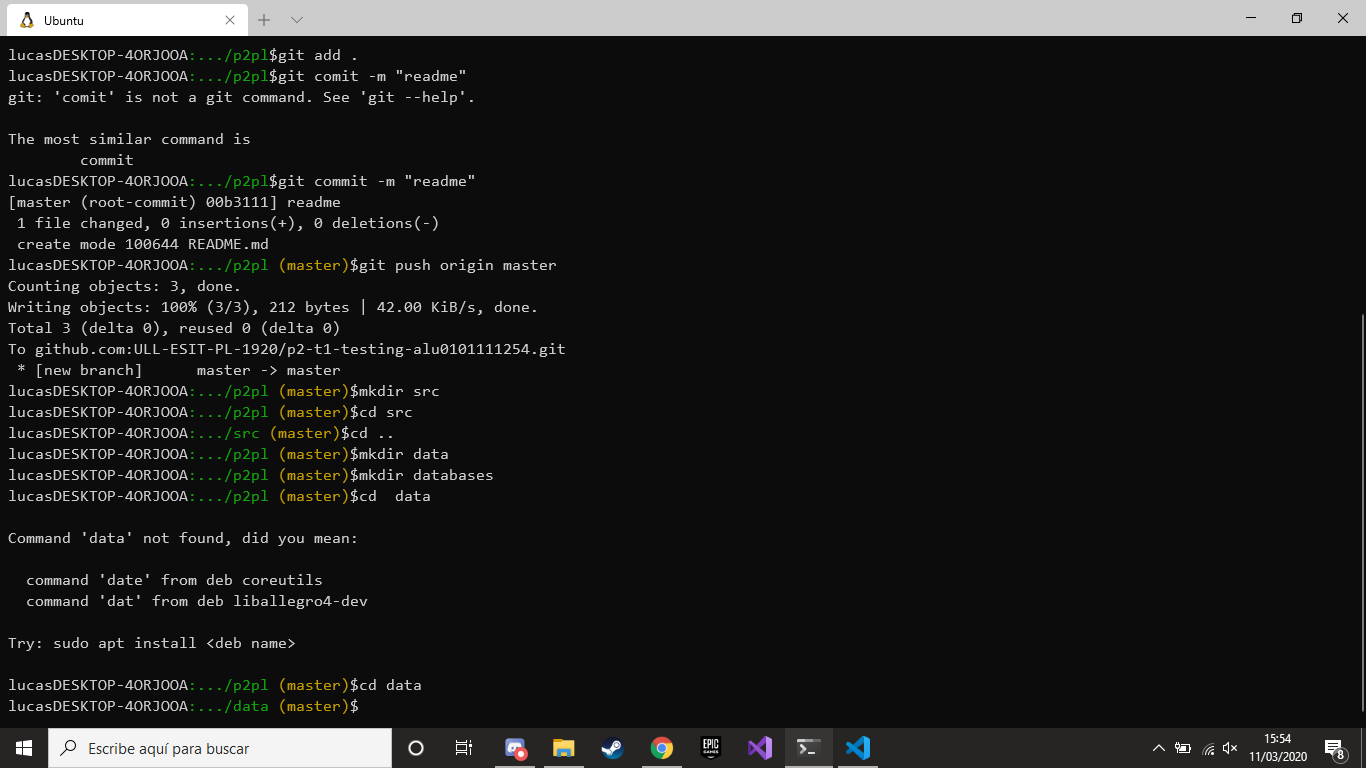 Ubuntu
lucasDESKTOP-4ORJOOA:.../p2pl$git add .
lucasDESKTOP-4ORJOOA:.../p2pl$git comit -m "readme"
git: 'comit' is not a git command. See 'git --help'.
The most similar command is
        commit
lucasDESKTOP-4ORJOOA:.../p2pl$git commit -m "readme"
[master (root-commit) 00b3111] readme
 1 file changed, 0 insertions(+), 0 deletions(-)
 create mode 100644 README.md
lucasDESKTOP-4ORJOOA:.../p2pl (master)$git push origin master
Counting objects: 3, done.
Writing objects: 100% (3/3), 212 bytes | 42.00 KiB/s, done.
Total 3 (delta 0), reused 0 (delta 0)
To github.com:ULL-ESIT-PL-1920/p2-t1-testing-alu0101111254.git
 * [new branch]      master -> master
lucasDESKTOP-4ORJOOA:.../p2pl (master)$mkdir src
lucasDESKTOP-4ORJOOA:.../p2pl (master)$cd src
lucasDESKTOP-4ORJOOA:.../src (master)$cd ..
lucasDESKTOP-4ORJOOA:.../p2pl (master)$mkdir data
lucasDESKTOP-4ORJOOA:.../p2pl (master)$mkdir databases
lucasDESKTOP-4ORJOOA:.../p2pl (master)$cd  data
Command 'data' not found, did you mean:
  command 'date' from deb coreutils
  command 'dat' from deb liballegro4-dev
Try: sudo apt install <deb name>
lucasDESKTOP-4ORJOOA:.../p2pl (master)$cd data
lucasDESKTOP-4ORJOOA:.../data (master)$
Escribe aquí para buscar
EPIC
GAMES
15:54
11/03/2020
8